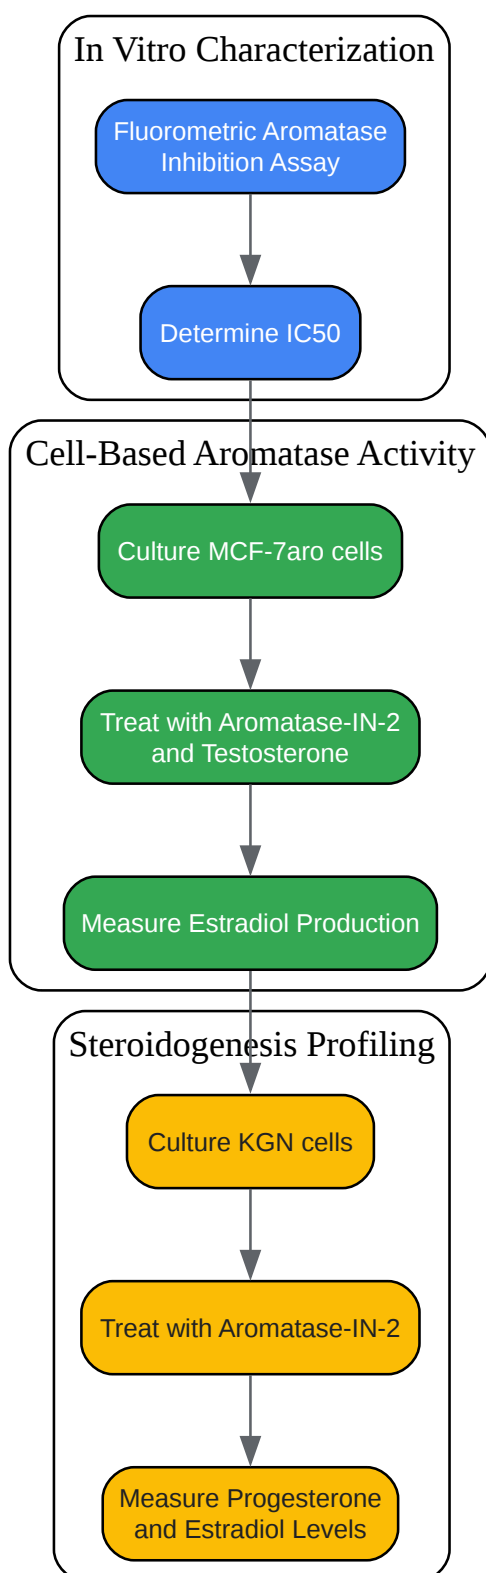 In Vitro Characterization
Fluorometric Aromatase
Inhibition Assay
Determine IC50
Cell-Based Aromatase Activity
Culture MCF-7aro cells
Treat with Aromatase-IN-2
and Testosterone
Measure Estradiol Production
Steroidogenesis Profiling
Culture KGN cells
Treat with Aromatase-IN-2
Measure Progesterone
and Estradiol Levels